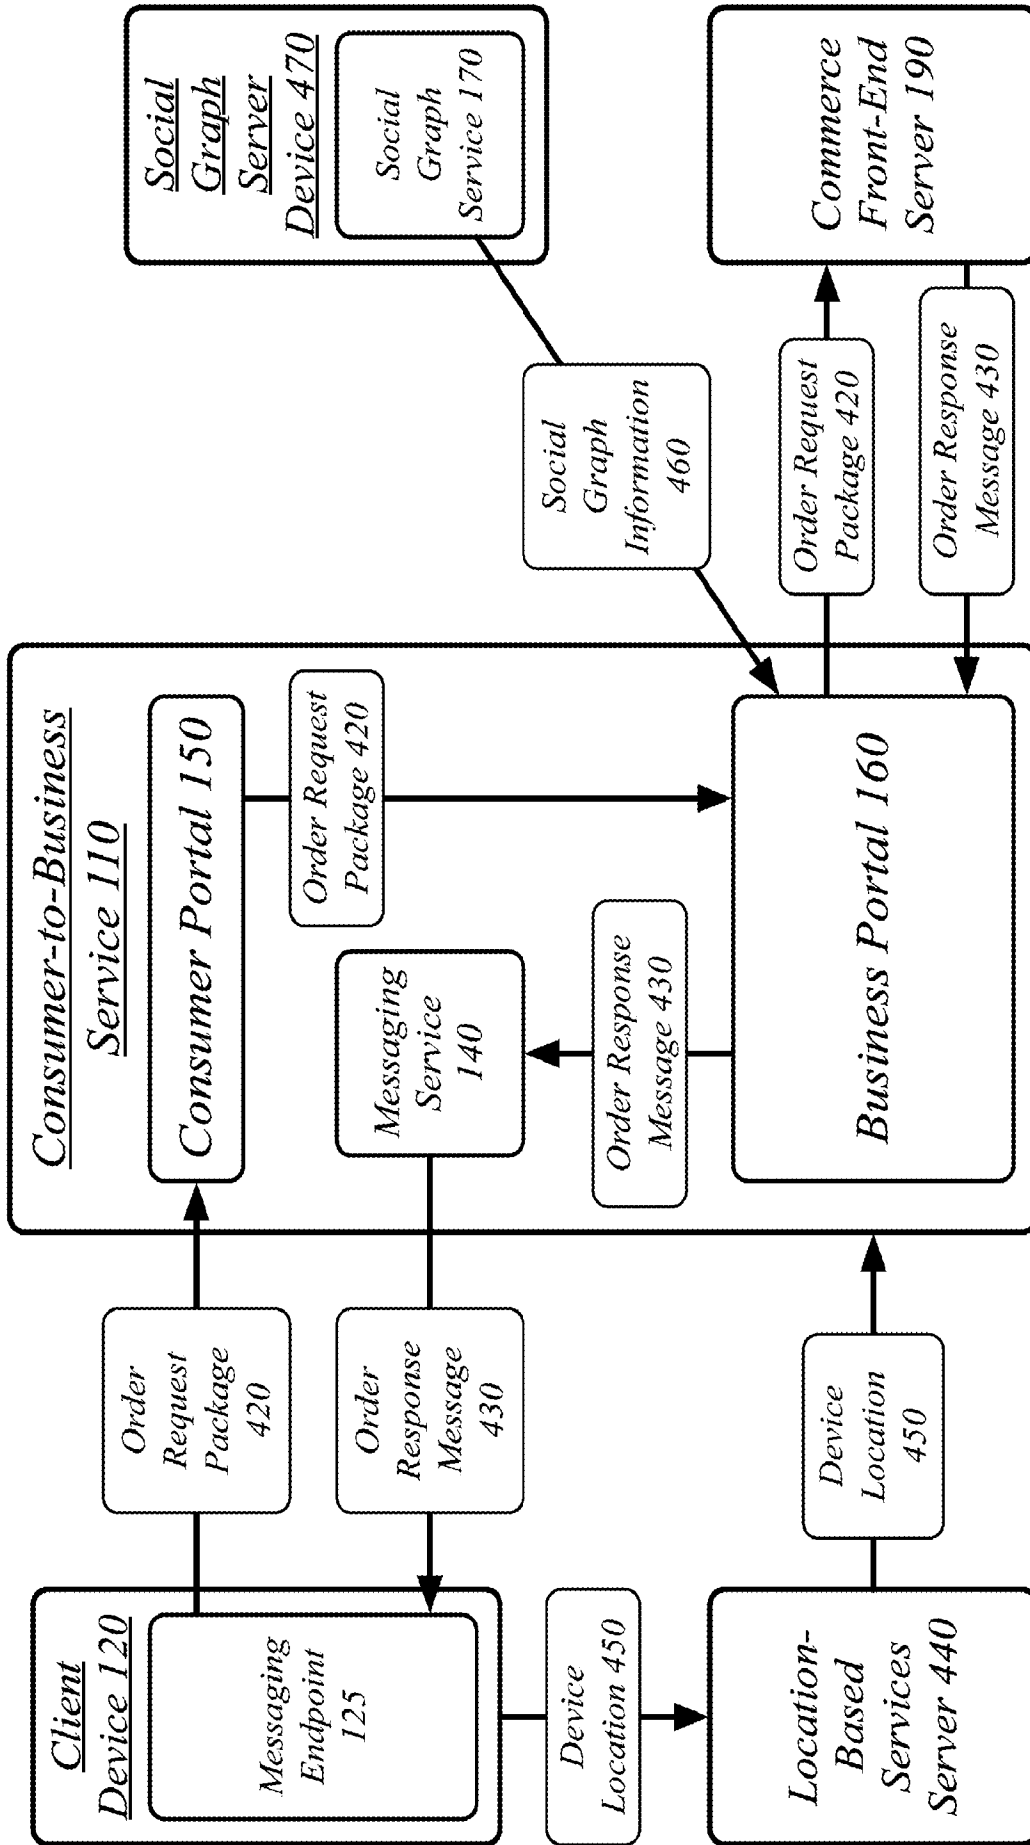 Client
Device 120
Messaging
Endpoint
125
Order
Request
Package
420
Order
Response
Message
430
Device
Location 450
Location-
Based
Services
Server 440
Device
Location
450
Consumer-to-Business
Service 110
Consumer Portal 150
Order Request
Package 420
Messaging
Service
140
Order Response
Message 430
Business Portal 160
Social
Graph
Server
Device 470
Social
Graph
Service 170
Social
Graph
Information
460
Order Request
Package 420
Order Response
Message 430
Commerce
Front-End
Server 190